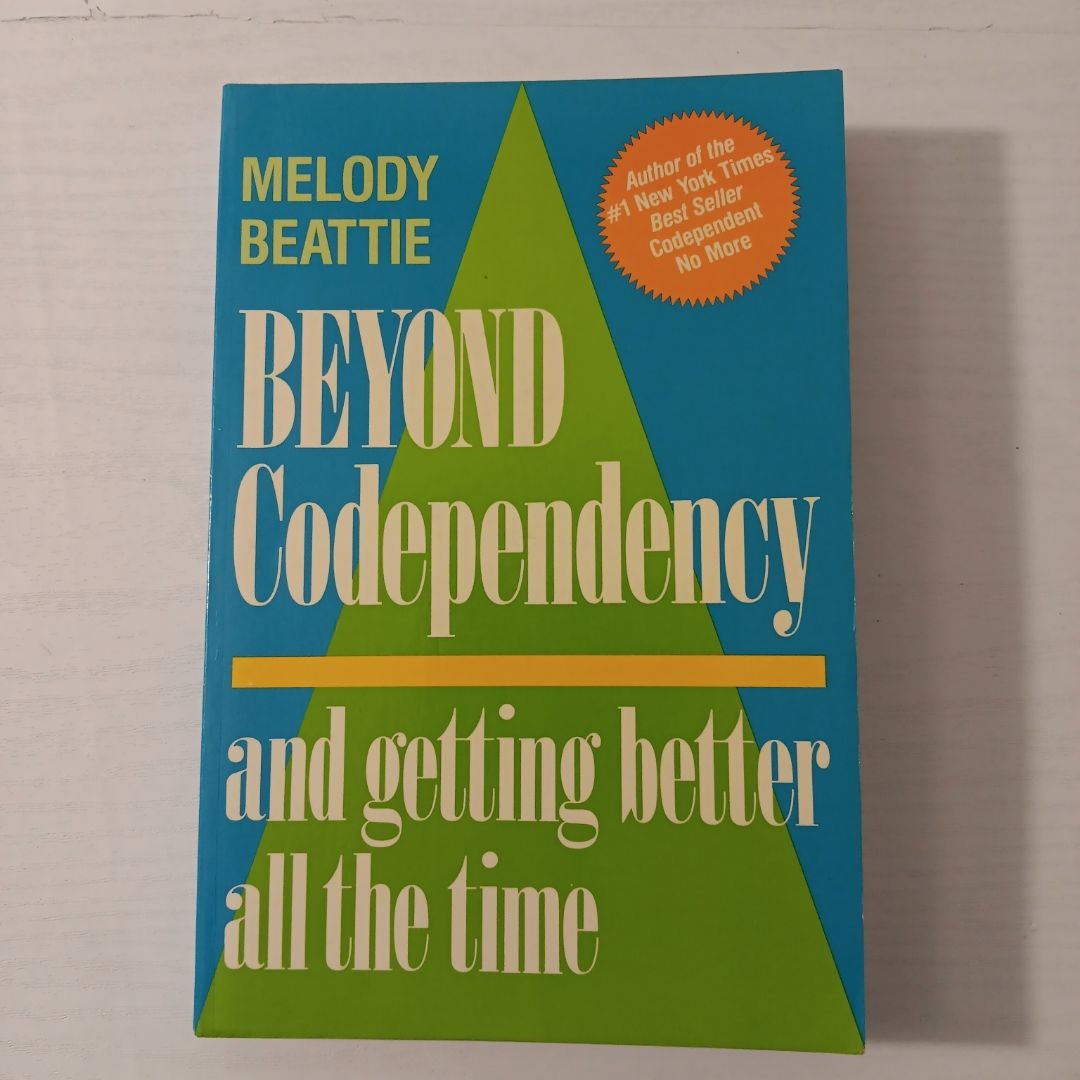 MELODY
BEATTIE
Author of the
#1 New York Times
Best Seller
Codependent
No More
BEYOND
Codependency
and getting better
all the time